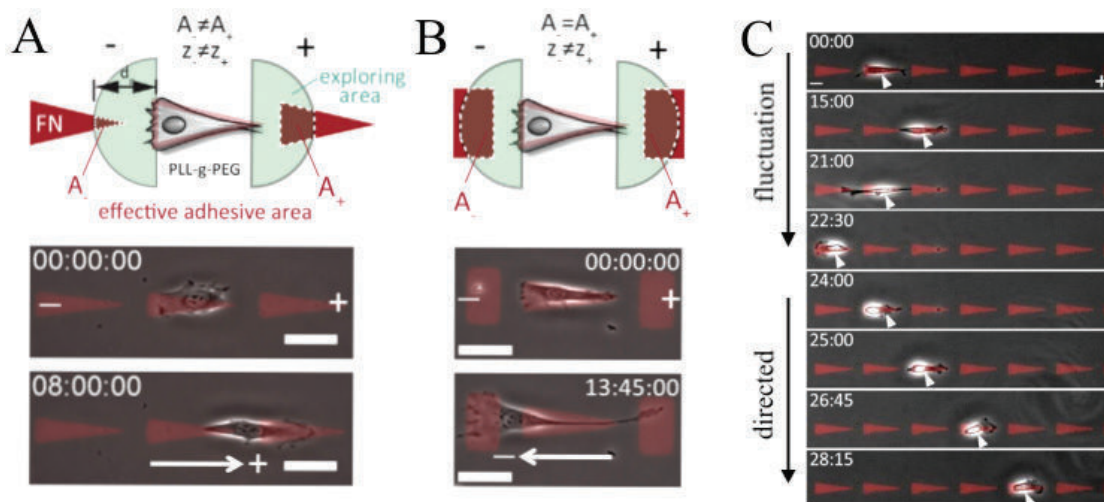 A
A₋≠A₊
z₋≠z₊
-
+
d
exploring
area
FN
PLL-g-PEG
A₋
A₊
effective adhesive area
00:00:00
−
+
08:00:00
+
B
A₋=A₊
z₋≠z₊
-
+
A₋
A₊
00:00:00
−
+
13:45:00
−
C
fluctuation
directed
00:00
−
+
15:00
21:00
22:30
24:00
25:00
26:45
28:15